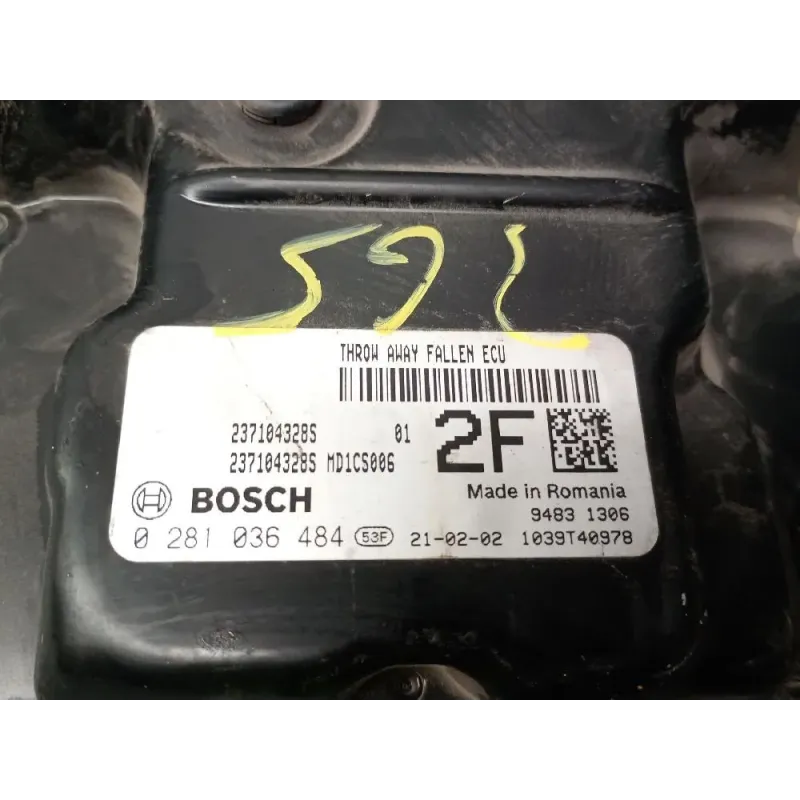 THROW AWAY FALLEN ECU
237104328S 01
237104328S MD1CS006
2F
BOSCH
Made in Romania
9483 1306
0 281 036 484 53F 21-02-02 1039T40978